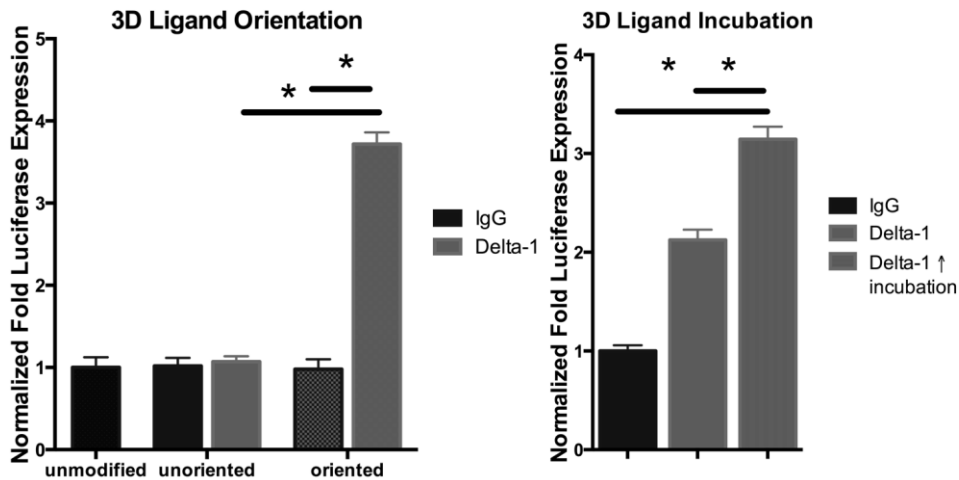 3D Ligand Orientation
Normalized Fold Luciferase Expression
5
4
3
2
1
0
* *
unmodified unoriented oriented
IgG
Delta-1
3D Ligand Incubation
Normalized Fold Luciferase Expression
4
3
2
1
0
* *
IgG
Delta-1
Delta-1 ↑
incubation